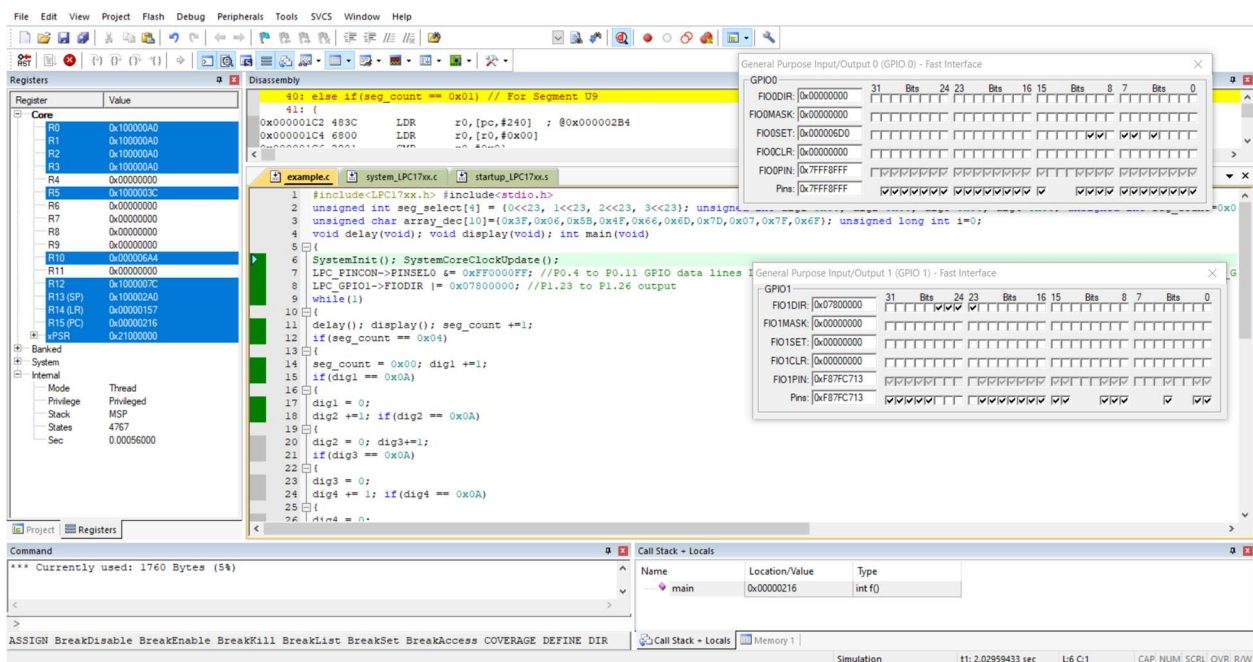 File Edit View Project Flash Debug Peripherals Tools SVCS Window Help
Registers
Register Value
Core
R0 0x100000A0
R1 0x100000A0
R2 0x100000A0
R3 0x100000A0
R4 0x00000000
R5 0x1000003C
R6 0x00000000
R7 0x00000000
R8 0x00000000
R9 0x00000000
R10 0x000006A4
R11 0x00000000
R12 0x1000007C
R13 (SP) 0x100002A0
R14 (LR) 0x00000157
R15 (PC) 0x00000216
xPSR 0x21000000
Banked
System
Internal
Mode Thread
Privilege Privileged
Stack MSP
States 4767
Sec 0.00056000
Project Registers
Disassembly
40: else if(seg_count == 0x01) // For Segment U9
41: {
0x000001C2 483C LDR r0,[pc,#240] ; @0x000002B4
0x000001C4 6800 LDR r0,[r0,#0x00]
example.c system_LPC17xx.c startup_LPC17xx.s
1 #include<LPC17xx.h> #include<stdio.h>
2 unsigned int seg_select[4] = {0<<23, 1<<23, 2<<23, 3<<23};
3 unsigned char array_dec[10]={0x3F,0x06,0x5B,0x4F,0x66,0x6D,0x7D,0x07,0x7F,0x6F}; unsigned long int i=0;
4 void delay(void); void display(void); int main(void)
5 {
6 SystemInit(); SystemCoreClockUpdate();
7 LPC_PINCON->PINSEL0 &= 0xFF0000FF; //P0.4 to P0.11 GPIO data lines
8 LPC_GPIO1->FIODIR |= 0x07800000; //P1.23 to P1.26 output
9 while(1)
10 {
11 delay(); display(); seg_count +=1;
12 if(seg_count == 0x04)
13 {
14 seg_count = 0x00; dig1 +=1;
15 if(dig1 == 0x0A)
16 {
17 dig1 = 0;
18 dig2 +=1; if(dig2 == 0x0A)
19 {
20 dig2 = 0; dig3+=1;
21 if(dig3 == 0x0A)
22 {
23 dig3 = 0;
24 dig4 += 1; if(dig4 == 0x0A)
25 {
26 dig4 = 0;
General Purpose Input/Output 0 (GPIO 0) - Fast Interface
GPIO0
31 Bits 24 23 Bits 16 15 Bits 8 7 Bits 0
FIO0DIR: 0x00000000
FIO0MASK: 0x00000000
FIO0SET: 0x000006D0
FIO0CLR: 0x00000000
FIO0PIN: 0x7FFF8FFF
Pins: 0x7FFF8FFF
General Purpose Input/Output 1 (GPIO 1) - Fast Interface
GPIO1
31 Bits 24 23 Bits 16 15 Bits 8 7 Bits 0
FIO1DIR: 0x07800000
FIO1MASK: 0x00000000
FIO1SET: 0x00000000
FIO1CLR: 0x00000000
FIO1PIN: 0xF87FC713
Pins: 0xF87FC713
Command
*** Currently used: 1760 Bytes (5%)
>
ASSIGN BreakDisable BreakEnable BreakKill BreakList BreakSet BreakAccess COVERAGE DEFINE DIR
Call Stack + Locals
Name Location/Value Type
main 0x00000216 int f()
Call Stack + Locals Memory 1
Simulation t1: 2.02959433 sec L:6 C:1 CAP NUM SCRL OVR R/W